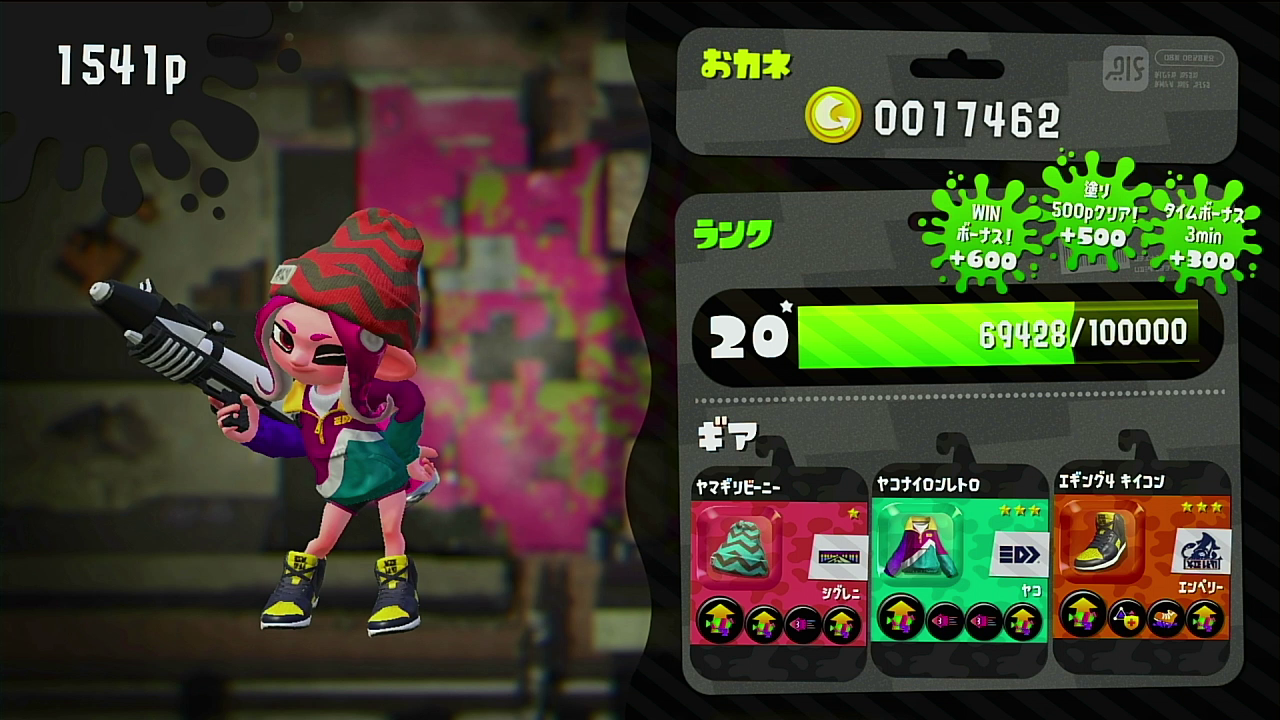 1541p
おカネ
0017462
ランク
WIN
ボーナス!
+600
塗り
500pクリア!
+500
タイムボーナス
3min
+300
20
69428/100000
ギア
ヤマギリビーニー
シグレニ
ヤコナイロンレトロ
ヤコ
エギング4 キイコン
エンペリー